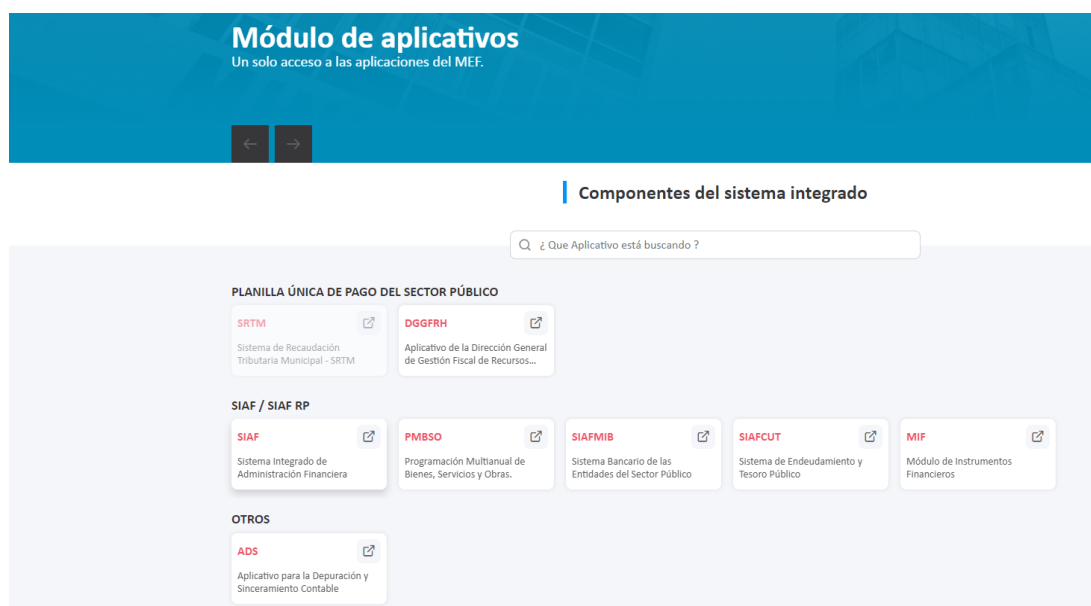 Módulo de aplicativos
Un solo acceso a las aplicaciones del MEF.
Componentes del sistema integrado
¿ Que Aplicativo está buscando ?
PLANILLA ÚNICA DE PAGO DEL SECTOR PÚBLICO
SRTM
Sistema de Recaudación
Tributaria Municipal - SRTM
DGGFRH
Aplicativo de la Dirección General
de Gestión Fiscal de Recursos...
SIAF / SIAF RP
SIAF
Sistema Integrado de
Administración Financiera
PMBSO
Programación Multianual de
Bienes, Servicios y Obras.
SIAFMIB
Sistema Bancario de las
Entidades del Sector Público
SIAFCUT
Sistema de Endeudamiento y
Tesoro Público
MIF
Módulo de Instrumentos
Financieros
OTROS
ADS
Aplicativo para la Depuración y
Sinceramiento Contable